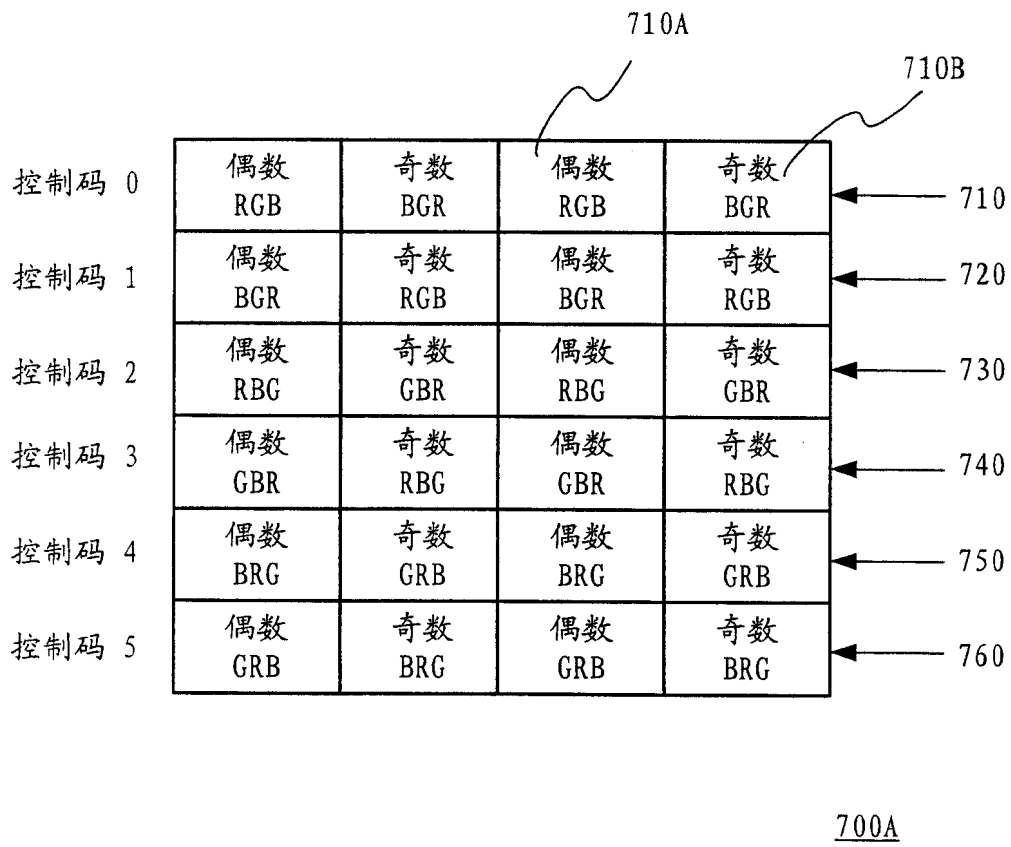 710A
710B
控制码 0
偶数 奇数 偶数 奇数
RGB BGR RGB BGR
710
控制码 1
偶数 奇数 偶数 奇数
BGR RGB BGR RGB
720
控制码 2
偶数 奇数 偶数 奇数
RBG GBR RBG GBR
730
控制码 3
偶数 奇数 偶数 奇数
GBR RBG GBR RBG
740
控制码 4
偶数 奇数 偶数 奇数
BRG GRB BRG GRB
750
控制码 5
偶数 奇数 偶数 奇数
GRB BRG GRB BRG
760
700A